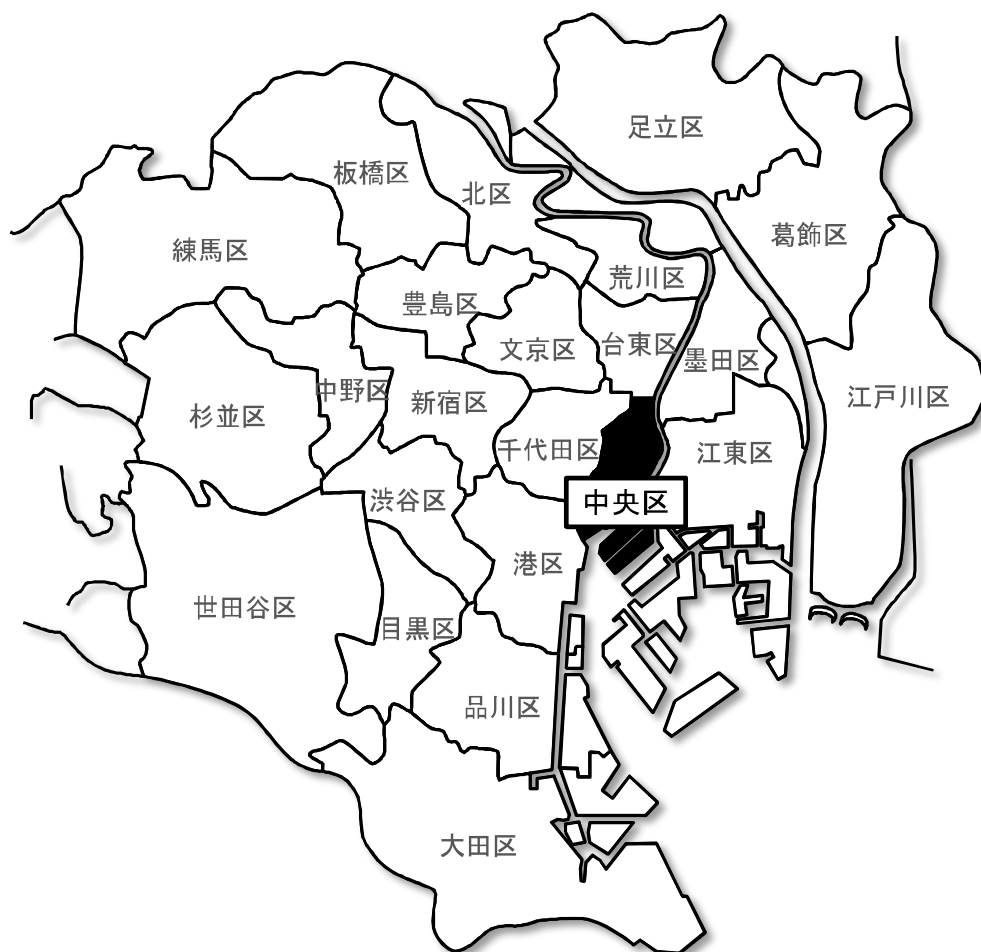 足立区
板橋区
北区
葛飾区
練馬区
荒川区
豊島区
文京区
台東区
墨田区
中野区
新宿区
江戸川区
杉並区
千代田区
江東区
渋谷区
中央区
港区
世田谷区
目黒区
品川区
大田区